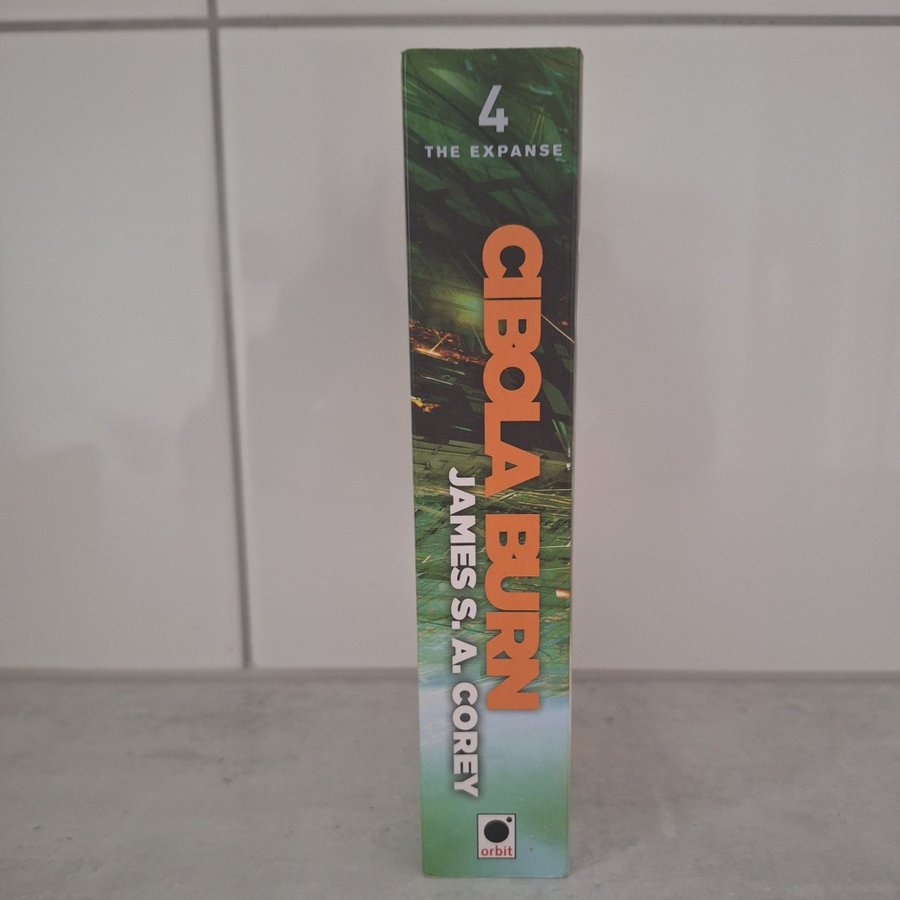 4
THE EXPANSE
CIBOLA BURN
JAMES S. A. COREY
orbit